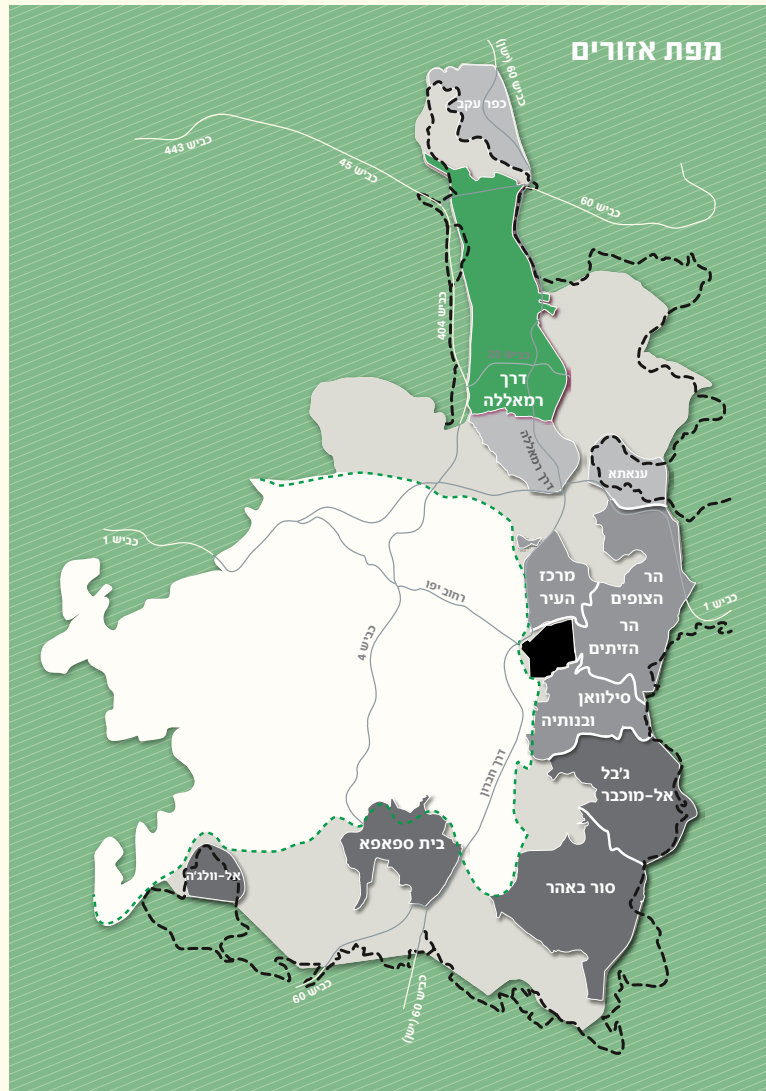 מפת אזורים
כביש 60 (ישן)
כפר עקב
כביש 443
כביש 45
כביש 60
כביש 404
דרך
רמאללה
דרך רמאללה
ענאתא
כביש 1
הר
הצופים
מרכז
העיר
כביש 1
רחוב יפו
הר
הזיתים
כביש 4
סילוואן
ובנותיה
דרך חברון
ג'בל
אל-מוכבר
בית ספאפא
אל-וולג'ה
סור באהר
כביש 60
כביש 60 (ישן)